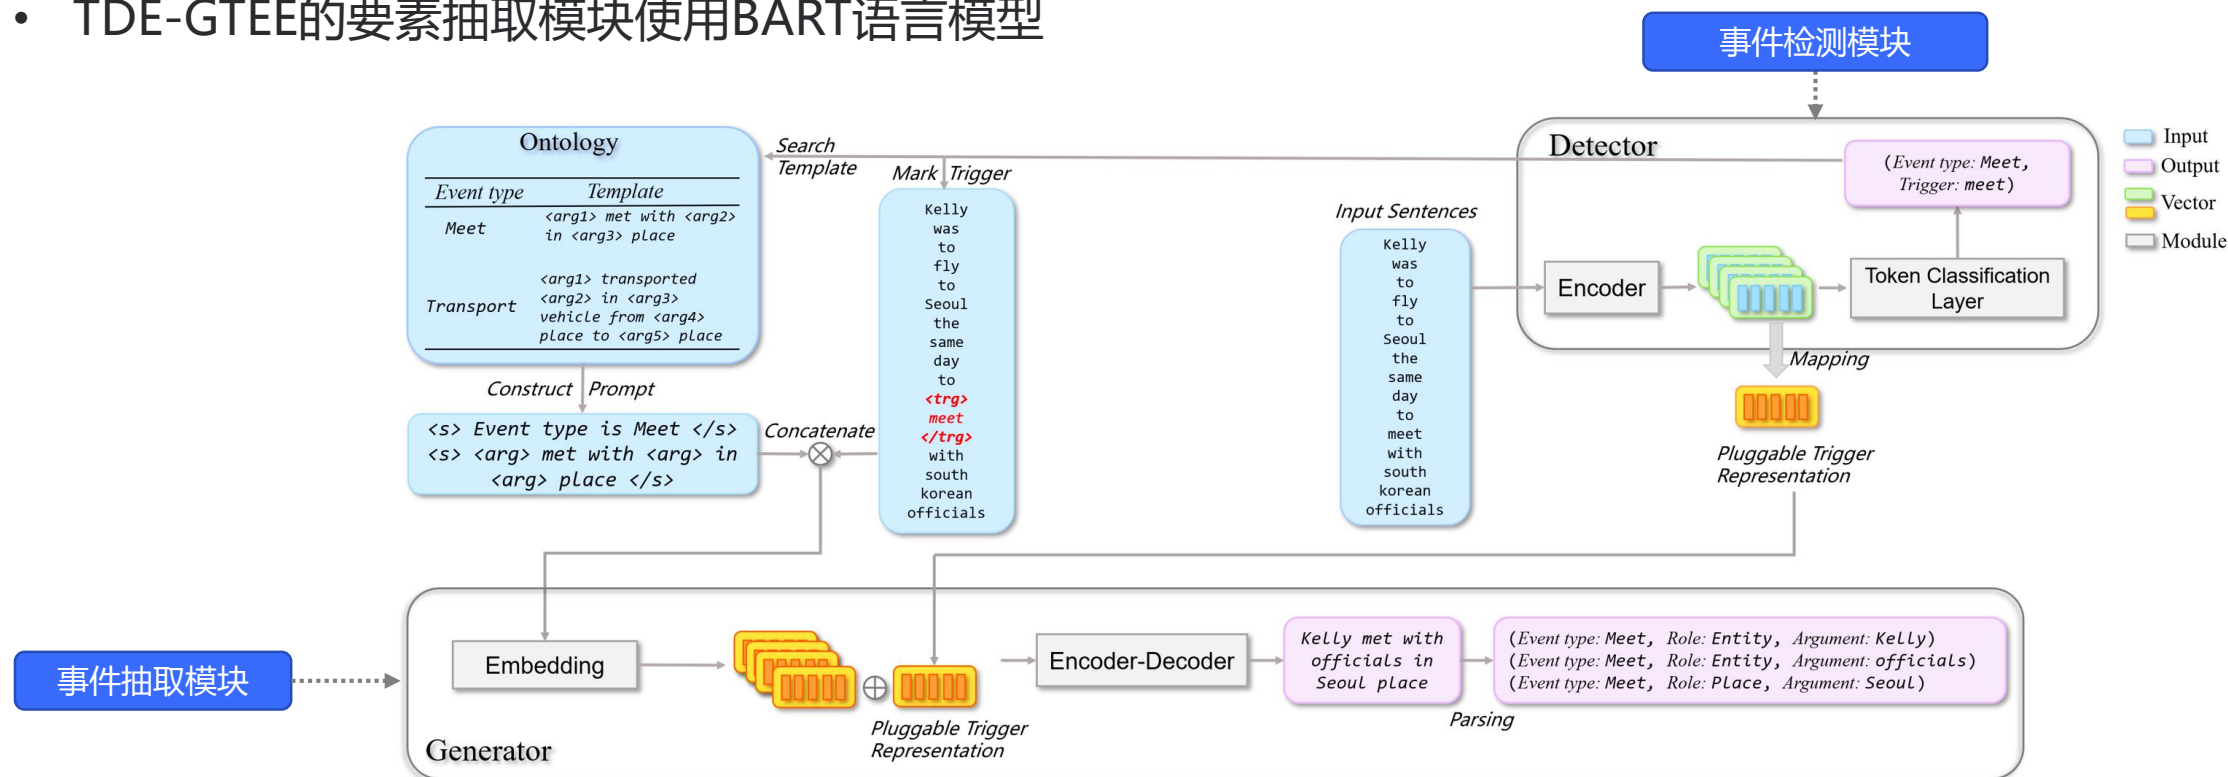 • TDE-GTEE的要素抽取模块使用BART语言模型
事件检测模块
Ontology
Event type Template
Meet <arg1> met with <arg2>
in <arg3> place
Transport <arg1> transported
<arg2> in <arg3>
vehicle from <arg4>
place to <arg5> place
Search
Template
Mark Trigger
Kelly
was
to
fly
to
Seoul
the
same
day
to
<trg>
meet
</trg>
with
south
korean
officials
Construct Prompt
<s> Event type is Meet </s>
<s> <arg> met with <arg> in
<arg> place </s>
Concatenate
Input Sentences
Kelly
was
to
fly
to
Seoul
the
same
day
to
meet
with
south
korean
officials
Detector
(Event type: Meet,
Trigger: meet)
Encoder
Token Classification
Layer
Mapping
Pluggable Trigger
Representation
Input
Output
Vector
Module
事件抽取模块
Embedding
Pluggable Trigger
Representation
Encoder-Decoder
Kelly met with
officials in
Seoul place
Parsing
(Event type: Meet, Role: Entity, Argument: Kelly)
(Event type: Meet, Role: Entity, Argument: officials)
(Event type: Meet, Role: Place, Argument: Seoul)
Generator